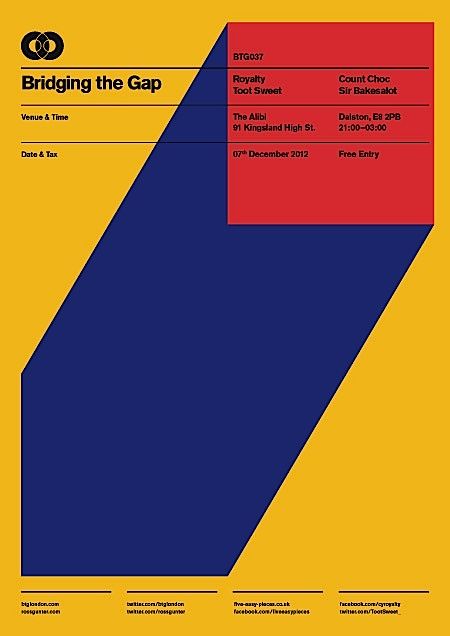 BTG037
Bridging the Gap
Royalty
Toot Sweet
Count Choc
Sir Bakesalot
Venue & Time
The Alibi
91 Kingsland High St.
Dalston, E8 2PB
21:00–03:00
Date & Tax
07th December 2012
Free Entry
btglondon.com
rossgunter.com
twitter.com/btglondon
twitter.com/rossgunter
five-easy-pieces.co.uk
facebook.com/fiveeasypieces
facebook.com/cyroyalty
twitter.com/TootSweet_